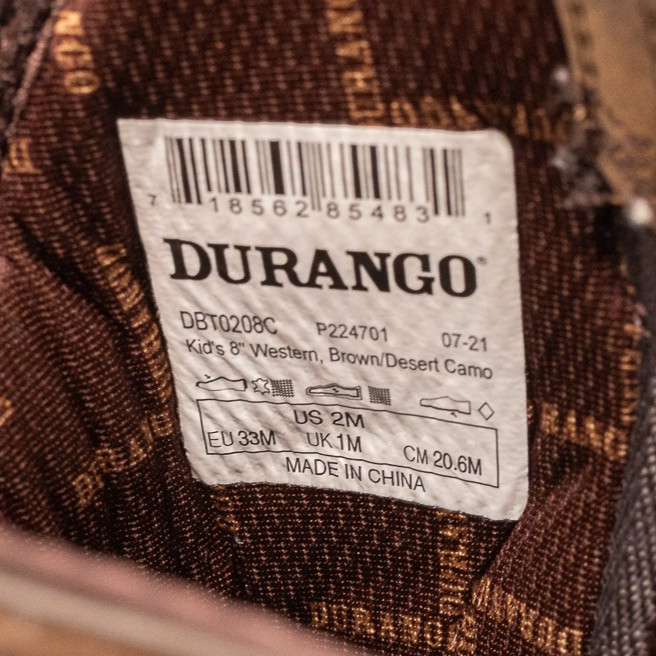 7 18562 85483 1
DURANGO®
DBT0208C P224701 07-21
Kid's 8" Western, Brown/Desert Camo
US 2M
EU 33M UK 1M CM 20.6M
MADE IN CHINA
DURANGO